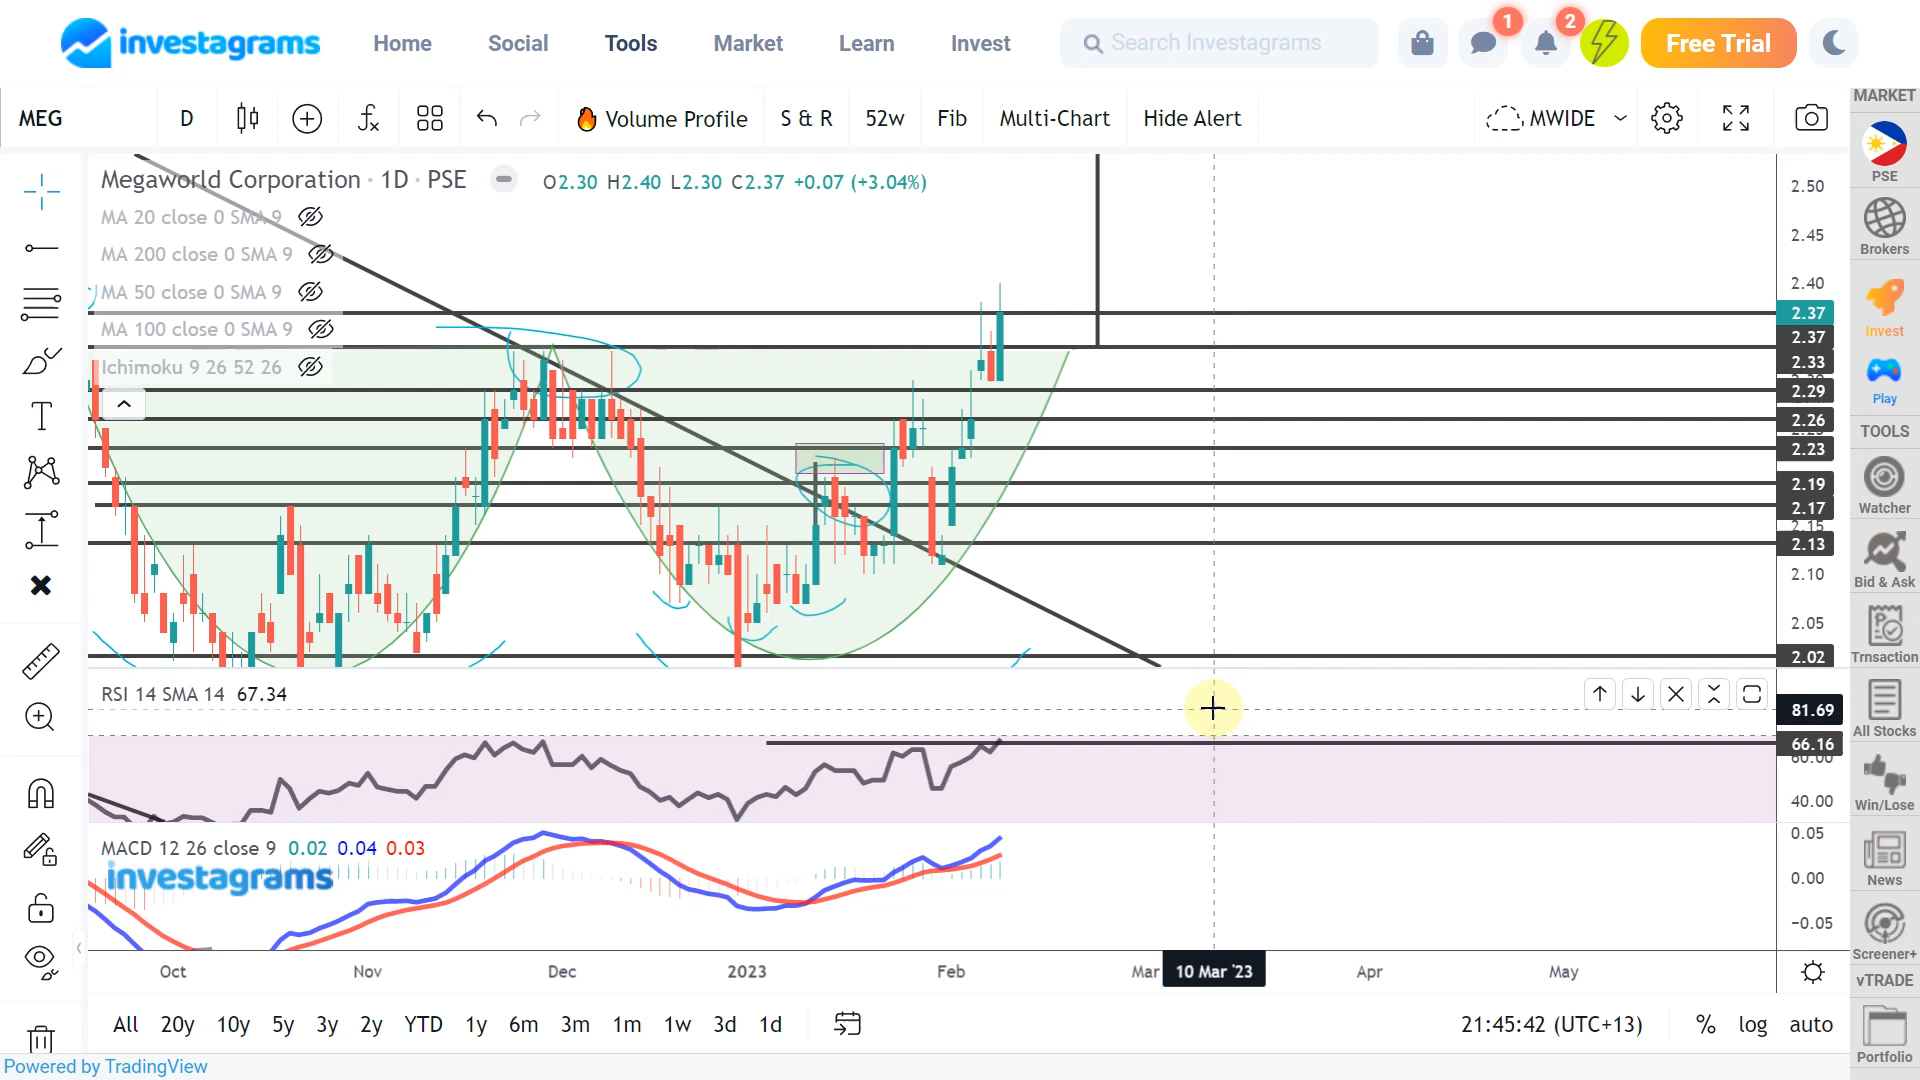 investagrams
Home Social Tools Market Learn Invest
Search Investagrams
1
2
Free Trial
MEG D Volume Profile S & R 52w Fib Multi-Chart Hide Alert MWIDE
Megaworld Corporation · 1D · PSE O2.30 H2.40 L2.30 C2.37 +0.07 (+3.04%)
MA 20 close 0 SMA 9
MA 200 close 0 SMA 9
MA 50 close 0 SMA 9
MA 100 close 0 SMA 9
Ichimoku 9 26 52 26
2.50
2.45
2.40
2.37
2.37
2.33
2.29
2.26
2.23
2.19
2.17
2.15
2.13
2.10
2.05
2.02
RSI 14 SMA 14 67.34
81.69
66.16
60.00
40.00
MACD 12 26 close 9 0.02 0.04 0.03
investagrams
0.05
0.00
−0.05
Oct Nov Dec 2023 Feb Mar 10 Mar '23 Apr May
All 20y 10y 5y 3y 2y YTD 1y 6m 3m 1m 1w 3d 1d
21:45:42 (UTC+13) % log auto
Powered by TradingView
MARKET
PSE
Brokers
Invest
Play
TOOLS
Watcher
Bid & Ask
Trnsaction
All Stocks
Win/Lose
News
Screener+
vTRADE
Portfolio